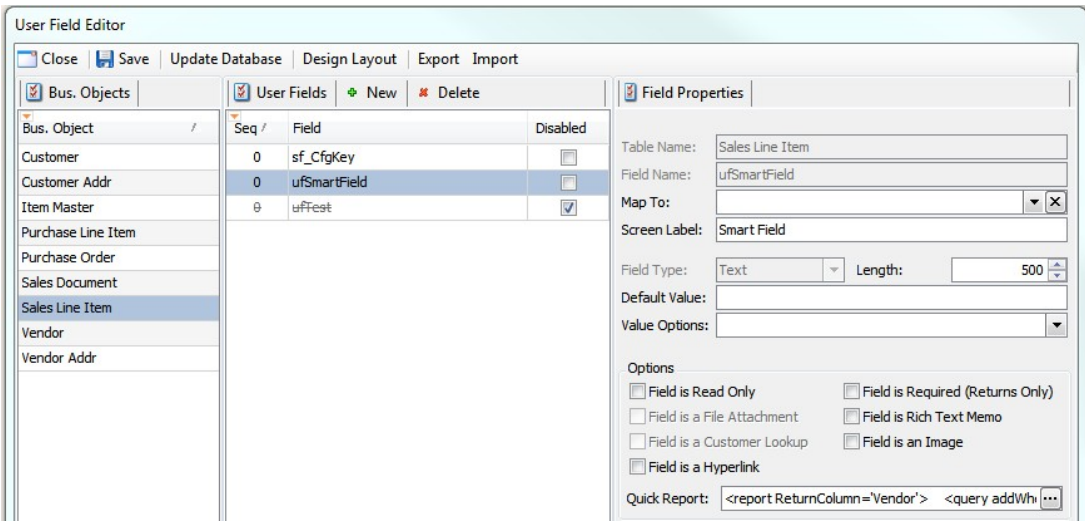 User Field Editor
Close Save Update Database Design Layout Export Import
Bus. Objects
Bus. Object
Customer
Customer Addr
Item Master
Purchase Line Item
Purchase Order
Sales Document
Sales Line Item
Vendor
Vendor Addr
User Fields New Delete
Seq Field Disabled
0 sf_CfgKey
0 ufSmartField
0 ufTest
Field Properties
Table Name: Sales Line Item
Field Name: ufSmartField
Map To:
Screen Label: Smart Field
Field Type: Text Length: 500
Default Value:
Value Options:
Options
Field is Read Only Field is Required (Returns Only)
Field is a File Attachment Field is Rich Text Memo
Field is a Customer Lookup Field is an Image
Field is a Hyperlink
Quick Report: <report ReturnColumn='Vendor'> <query addWh ...